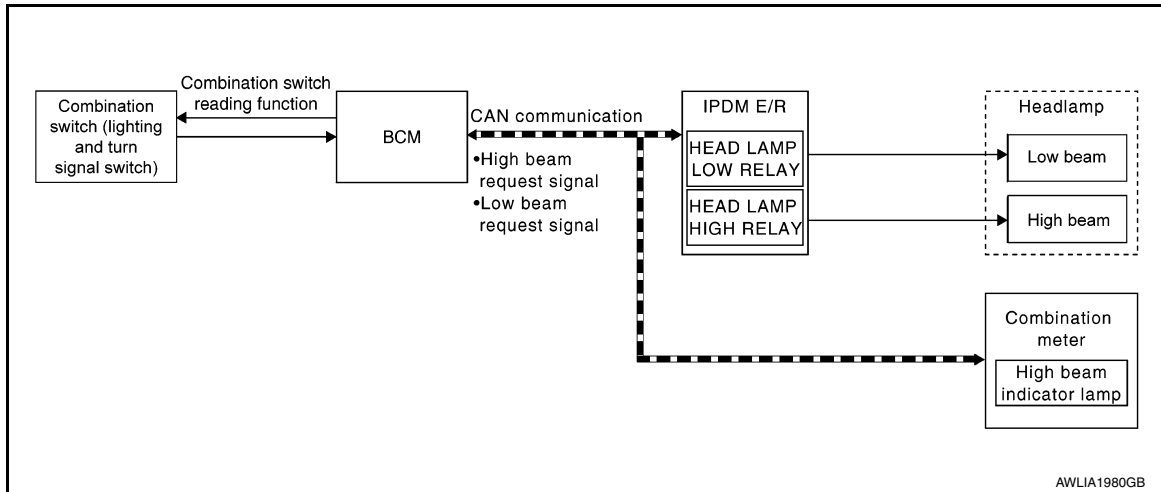 Combination switch
reading function
Combination
switch (lighting
and turn
signal switch)
BCM
CAN communication
•High beam
request signal
•Low beam
request signal
IPDM E/R
HEAD LAMP
LOW RELAY
HEAD LAMP
HIGH RELAY
Headlamp
Low beam
High beam
Combination
meter
High beam
indicator lamp
AWLIA1980GB